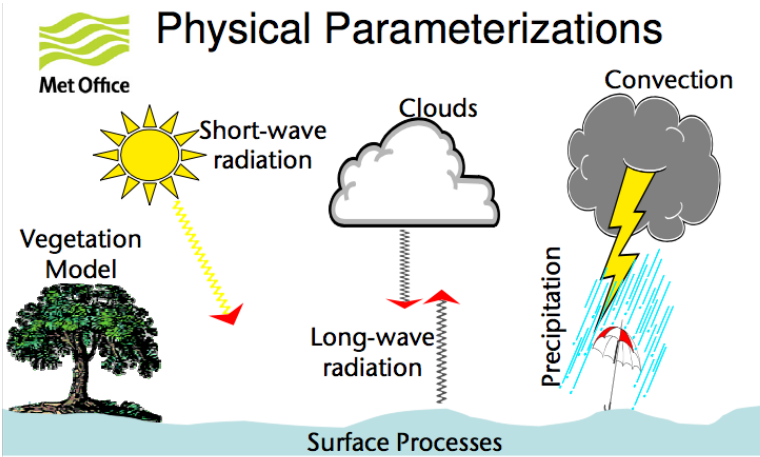 Physical Parameterizations
Met Office
Convection
Clouds
Short-wave
radiation
Vegetation
Model
Precipitation
Long-wave
radiation
Surface Processes